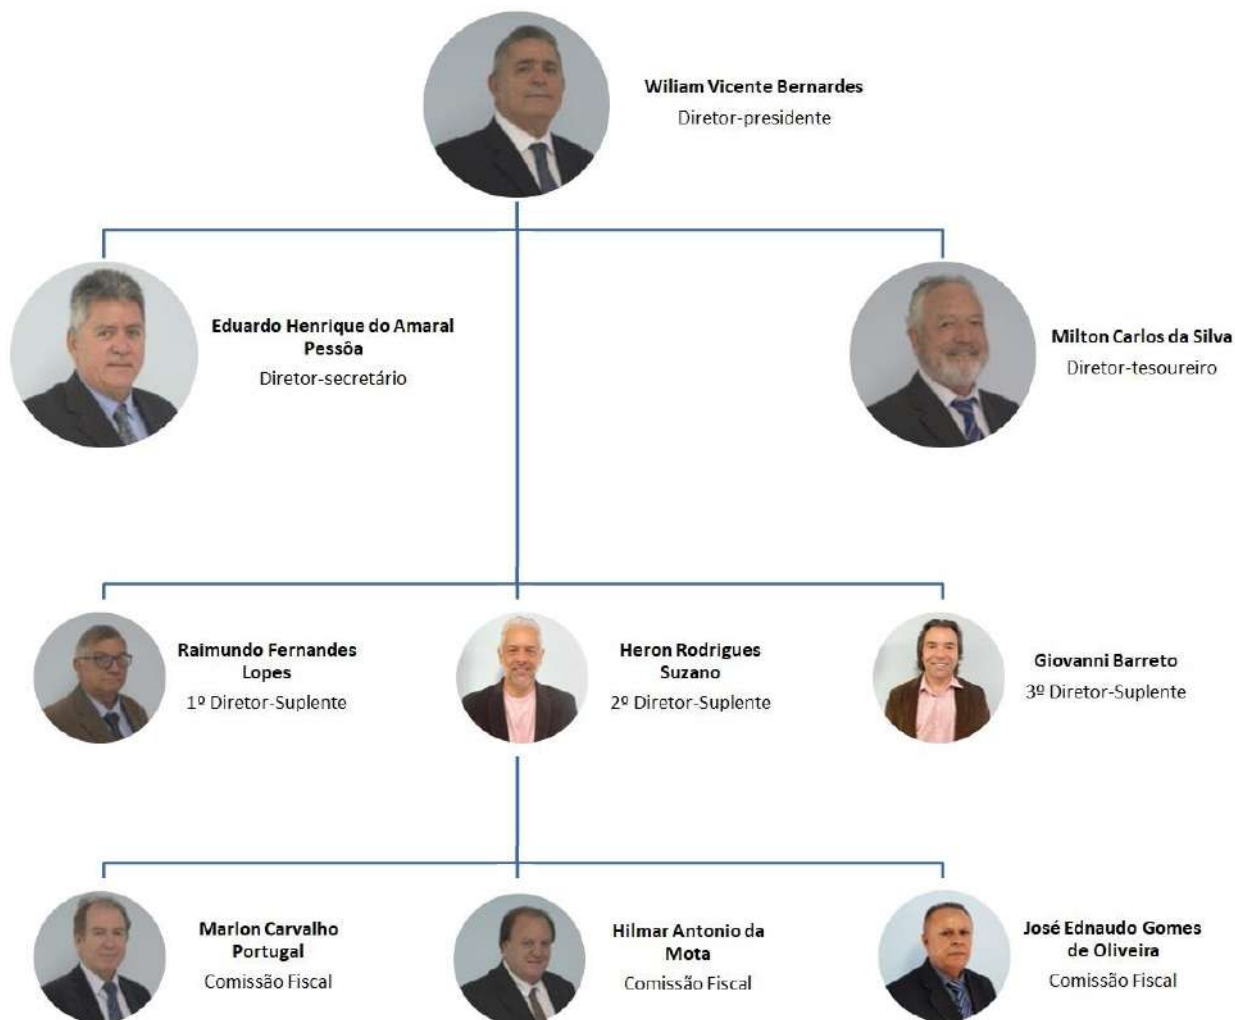 Wiliam Vicente Bernardes
Diretor-presidente
Eduardo Henrique do Amaral
Pessôa
Diretor-secretário
Milton Carlos da Silva
Diretor-tesoureiro
Raimundo Fernandes
Lopes
1º Diretor-Suplente
Heron Rodrigues
Suzano
2º Diretor-Suplente
Giovanni Barreto
3º Diretor-Suplente
Marlon Carvalho
Portugal
Comissão Fiscal
Hilmar Antonio da
Mota
Comissão Fiscal
José Ednaudo Gomes
de Oliveira
Comissão Fiscal